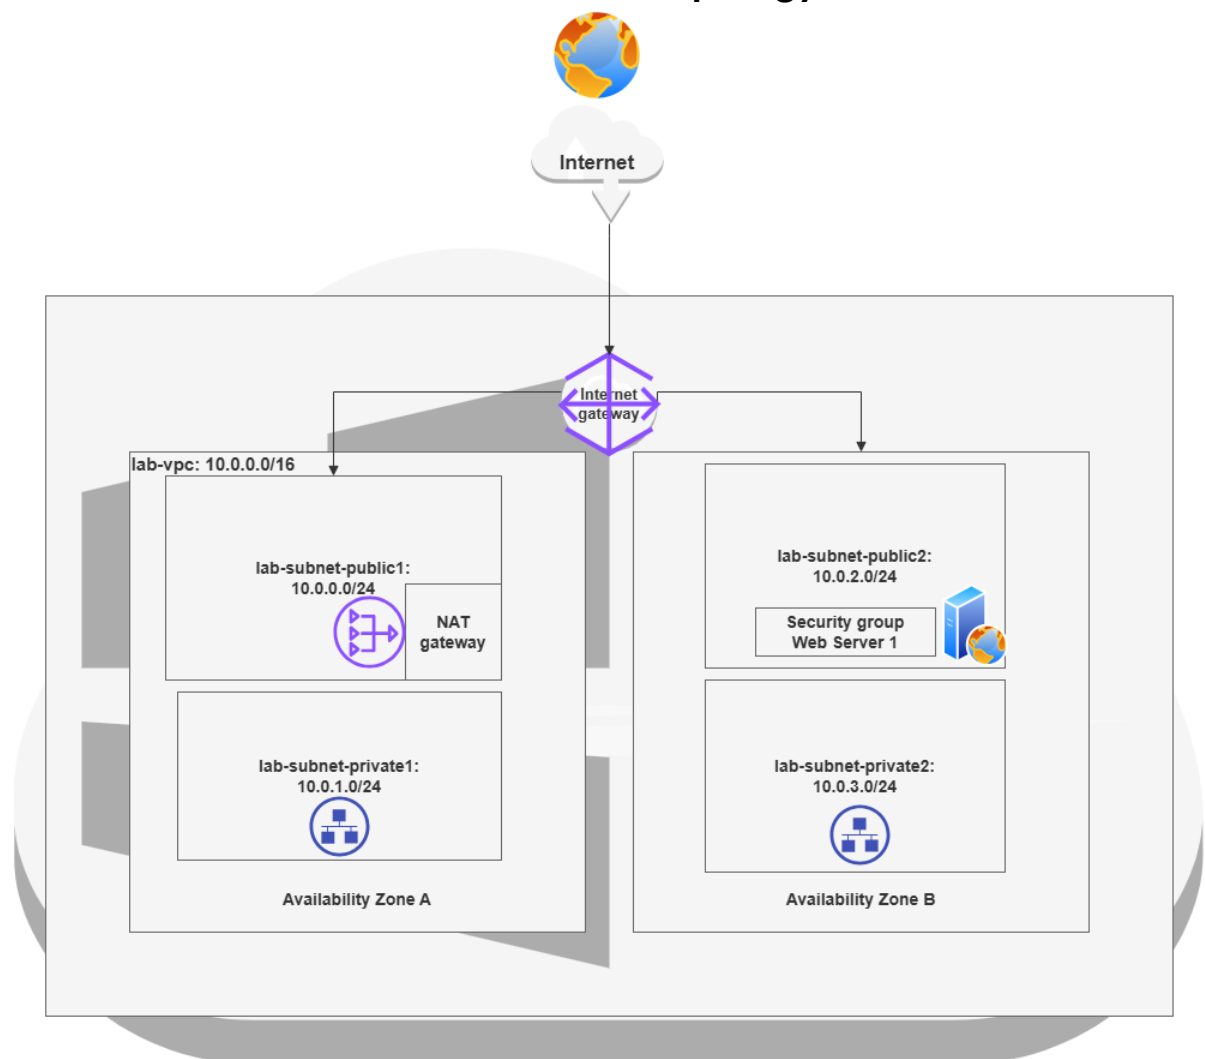 Internet
Internet
gateway
lab-vpc: 10.0.0.0/16
lab-subnet-public1:
10.0.0.0/24
NAT
gateway
lab-subnet-private1:
10.0.1.0/24
Availability Zone A
lab-subnet-public2:
10.0.2.0/24
Security group
Web Server 1
lab-subnet-private2:
10.0.3.0/24
Availability Zone B